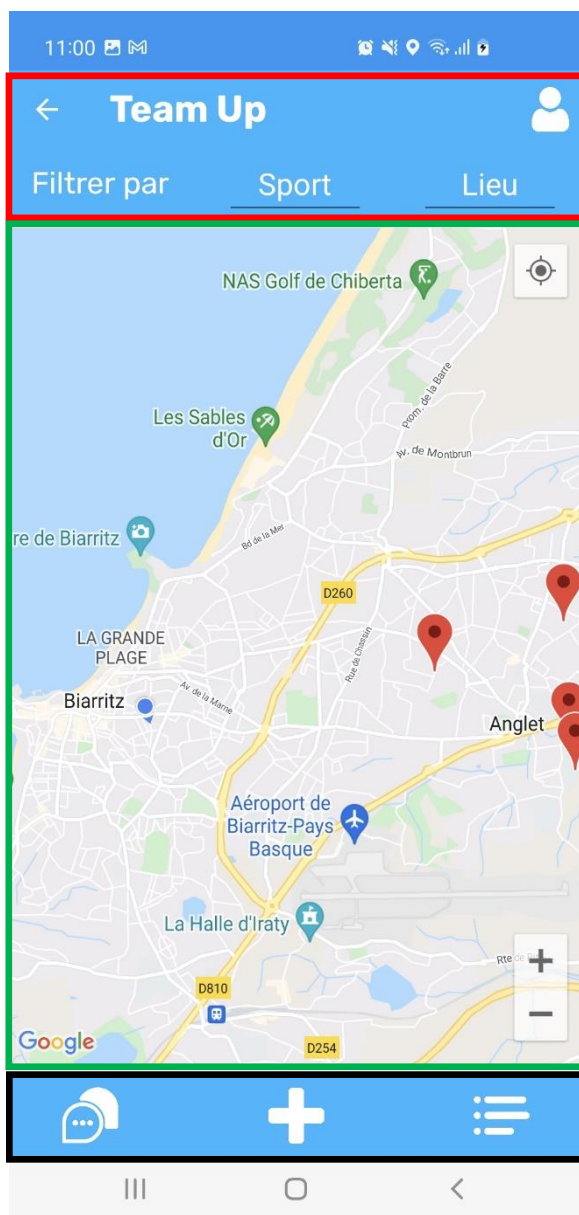 11:00
Team Up
Filtrer par Sport Lieu
NAS Golf de Chiberta
Prom. de la Barre
Les Sables
d'Or
Av. de Montbrun
re de Biarritz
Bd de la Mer
D260
LA GRANDE
PLAGE
Rue de Chassin
Av. de la Marne
Biarritz
Anglet
Aéroport de
Biarritz-Pays
Basque
La Halle d'Iraty
Rte de
D810
Google
D254